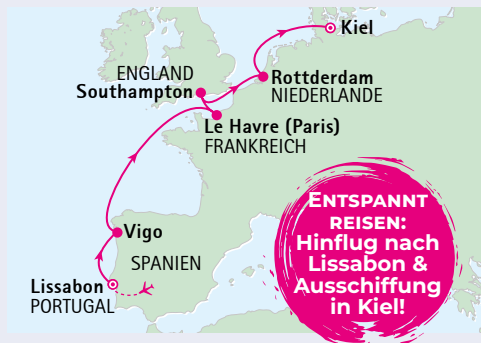 Kiel
ENGLAND
Southampton
Rottderdam
NIEDERLANDE
Le Havre (Paris)
FRANKREICH
Vigo
SPANIEN
Lissabon
PORTUGAL
ENTSPANNT
REISEN:
Hinflug nach
Lissabon &
Ausschiffung
in Kiel!